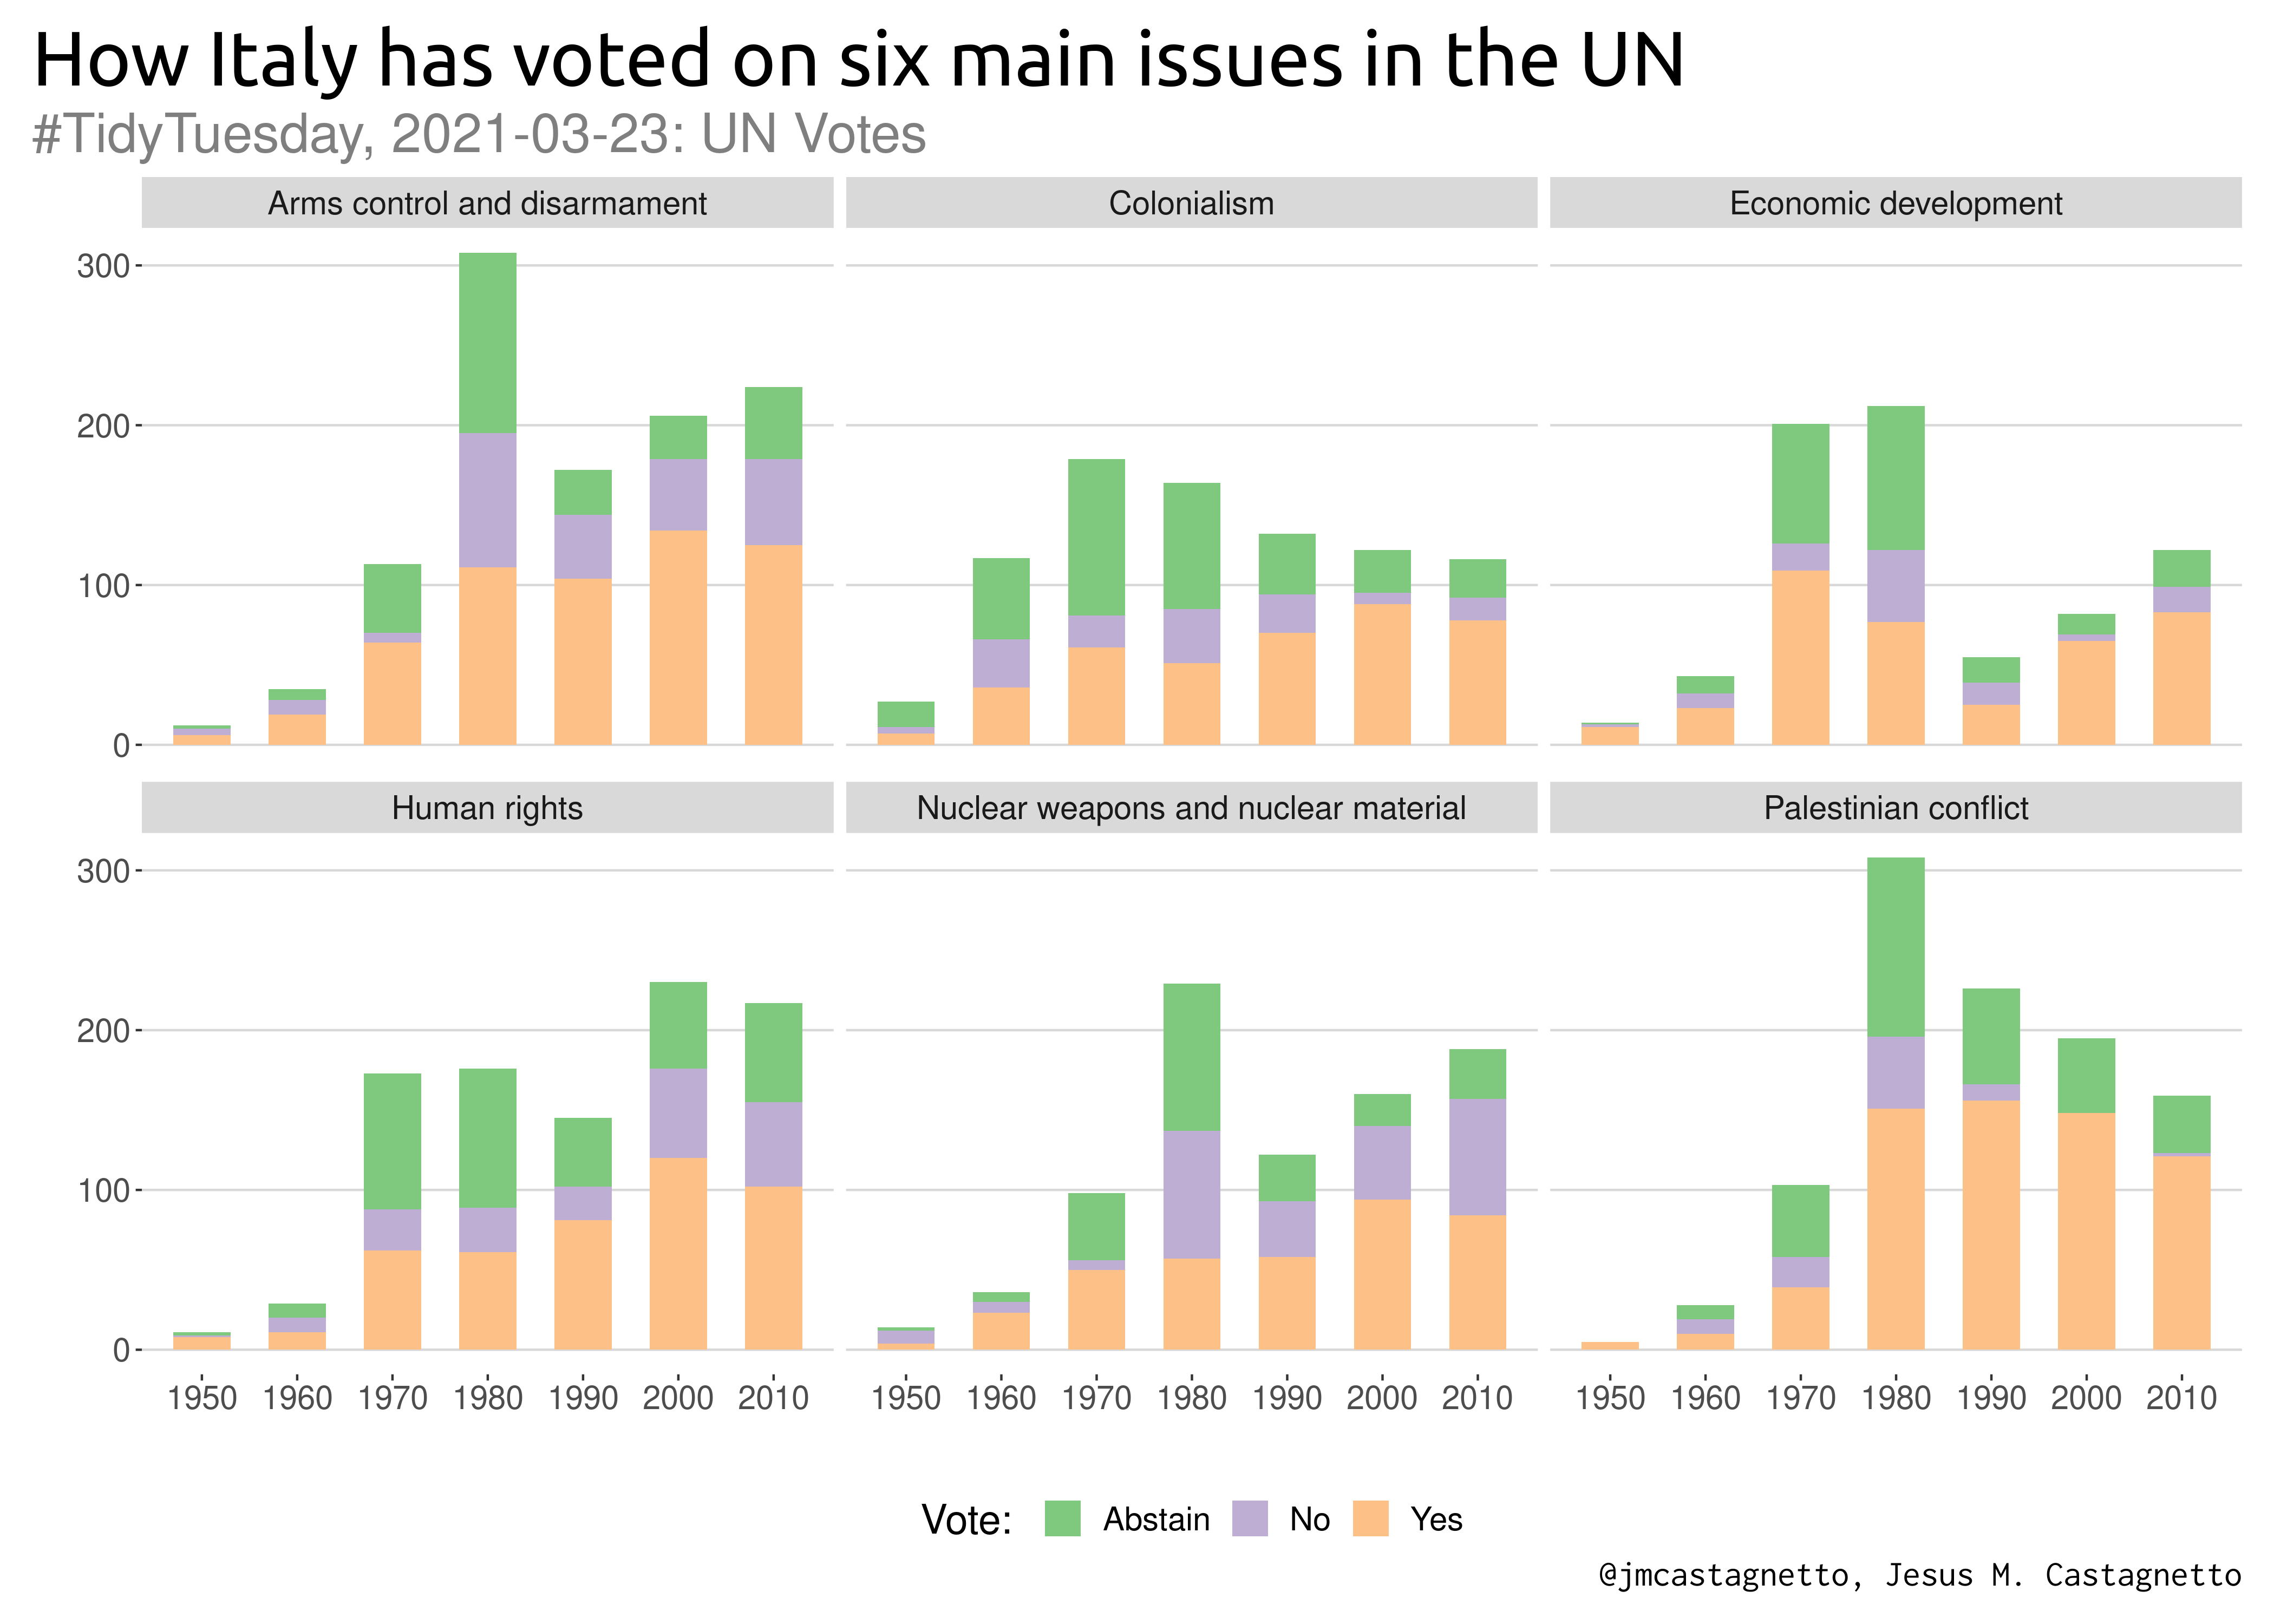 How Italy has voted on six main issues in the UN
#TidyTuesday, 2021-03-23: UN Votes
Arms control and disarmament
Colonialism
Economic development
300
200
100
0
Human rights
Nuclear weapons and nuclear material
Palestinian conflict
300
200
100
0
1950 1960 1970 1980 1990 2000 2010
1950 1960 1970 1980 1990 2000 2010
1950 1960 1970 1980 1990 2000 2010
Vote: Abstain No Yes
@jmcastagnetto, Jesus M. Castagnetto